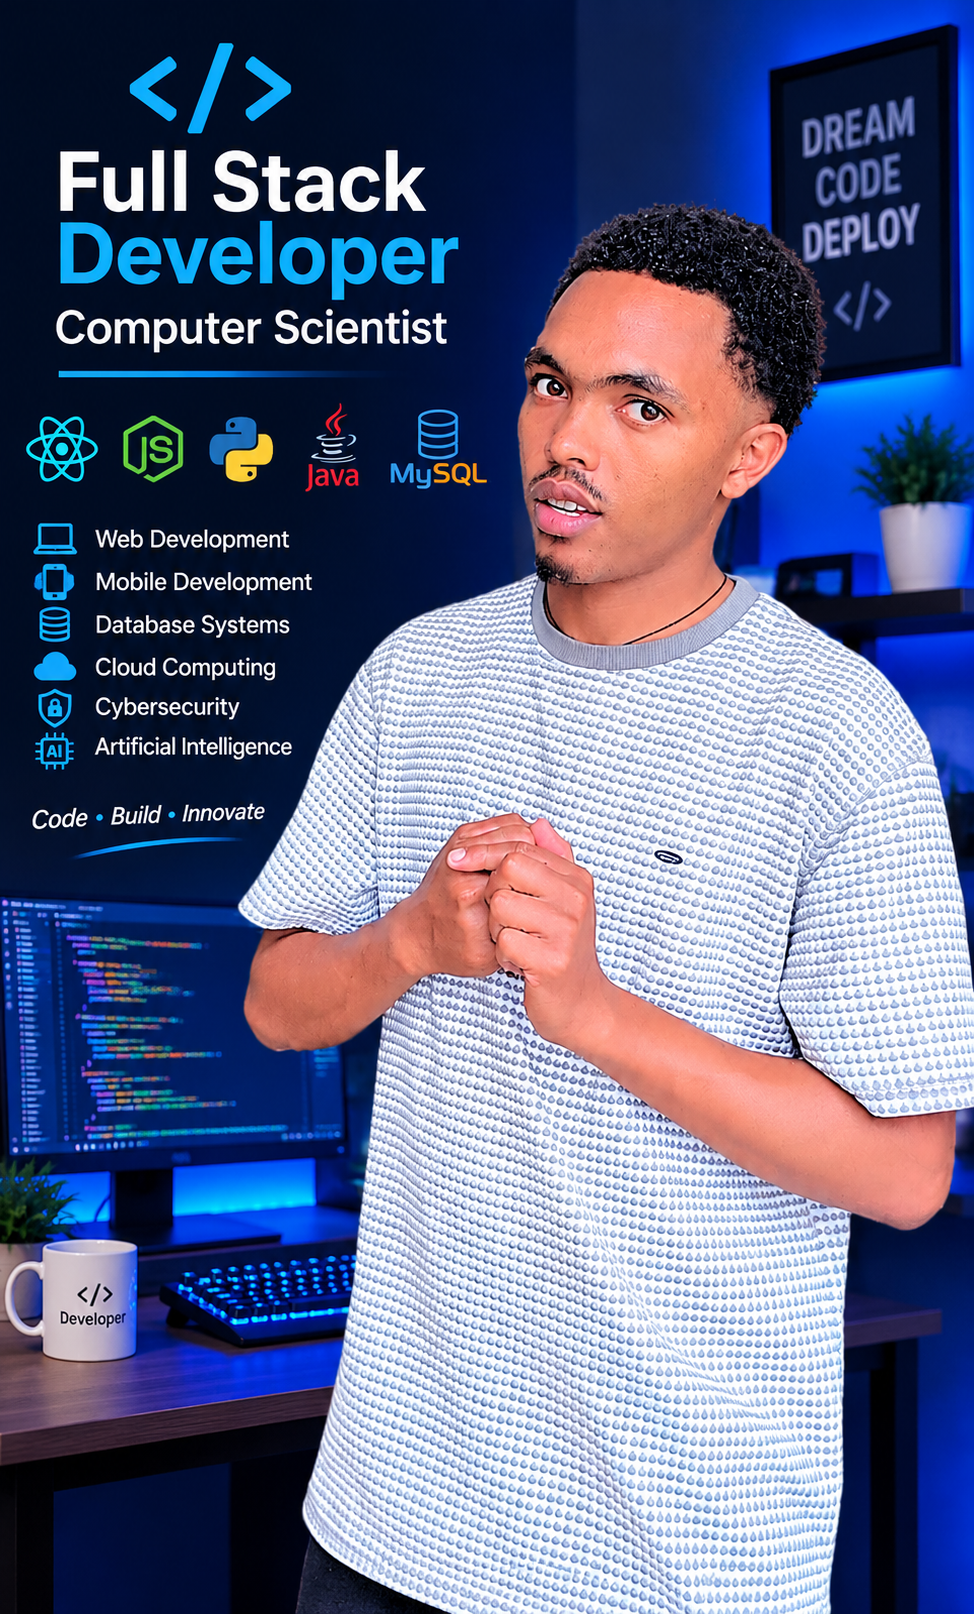 </>
Full Stack
Developer
Computer Scientist
JS
Java
MySQL
Web Development
Mobile Development
Database Systems
Cloud Computing
Cybersecurity
AI
Artificial Intelligence
Code • Build • Innovate
DREAM
CODE
DEPLOY
</>
</>
Developer